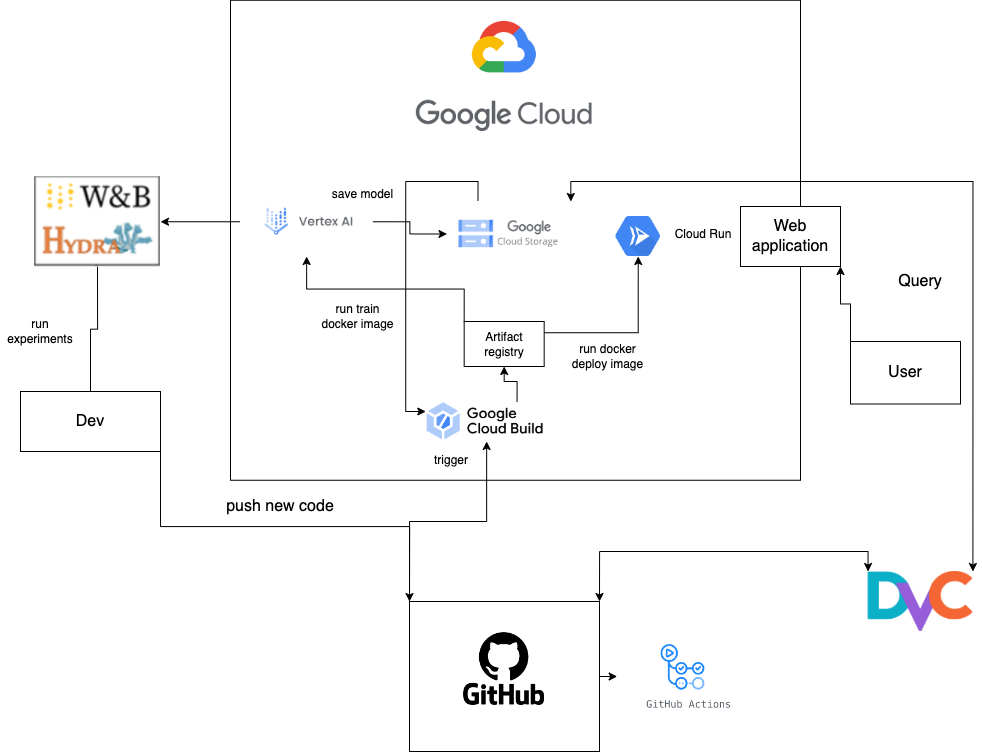 Google Cloud
W&B
HYDRA
save model
Vertex AI
Google
Cloud Storage
Cloud Run
Web
application
Query
run
experiments
run train
docker image
Artifact
registry
run docker
deploy image
User
Dev
Google
Cloud Build
trigger
push new code
DVC
GitHub
GitHub Actions